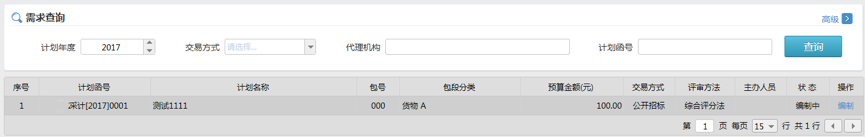 需求查询 高级
计划年度 2017 交易方式 请选择... 代理机构 计划函号 查询
序号 计划函号 计划名称 包号 包段分类 预算金额(元) 交易方式 评审方法 主办人员 状 态 操作
1 采计[2017]0001 测试1111 000 货物 A 100.00 公开招标 综合评分法 编制中 编制
第 1 页 每页 15 行 共 1 行